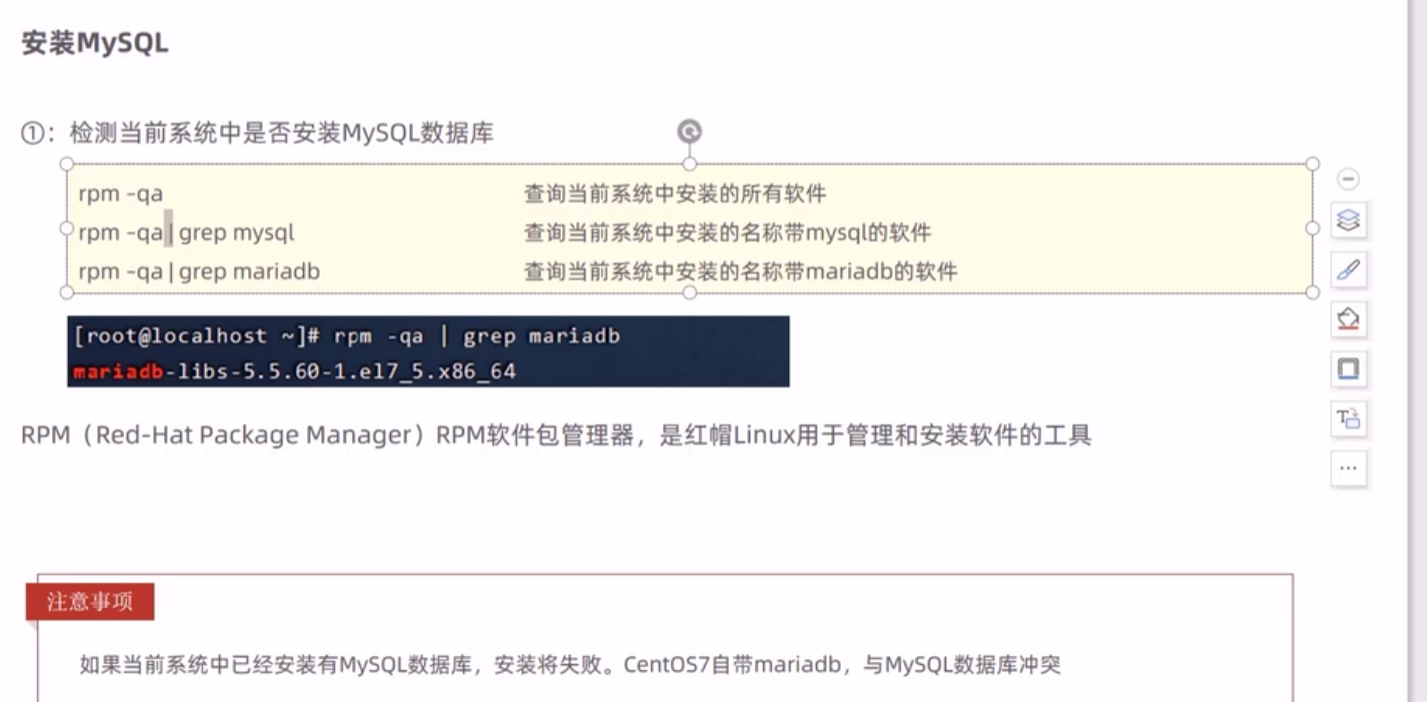 安装MySQL
①：检测当前系统中是否安装MySQL数据库
rpm -qa 查询当前系统中安装的所有软件
rpm -qa | grep mysql 查询当前系统中安装的名称带mysql的软件
rpm -qa | grep mariadb 查询当前系统中安装的名称带mariadb的软件
[root@localhost ~]# rpm -qa | grep mariadb
mariadb-libs-5.5.60-1.el7_5.x86_64
RPM（Red-Hat Package Manager）RPM软件包管理器，是红帽Linux用于管理和安装软件的工具
注意事项
如果当前系统中已经安装有MySQL数据库，安装将失败。CentOS7自带mariadb，与MySQL数据库冲突